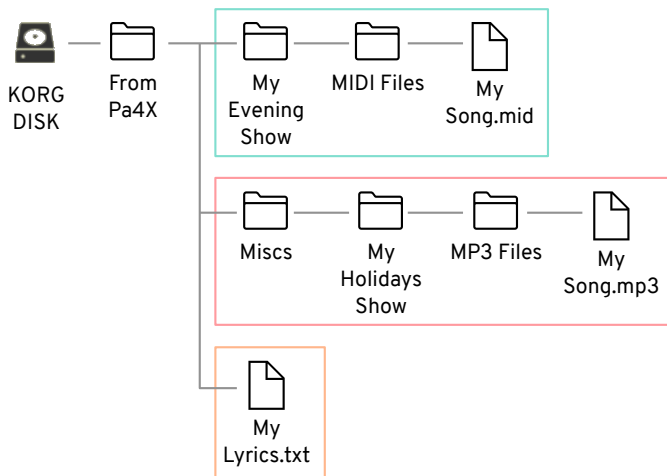 KORG
DISK
From
Pa4X
My
Evening
Show
MIDI Files
My
Song.mid
Miscs
My
Holidays
Show
MP3 Files
My
Song.mp3
My
Lyrics.txt